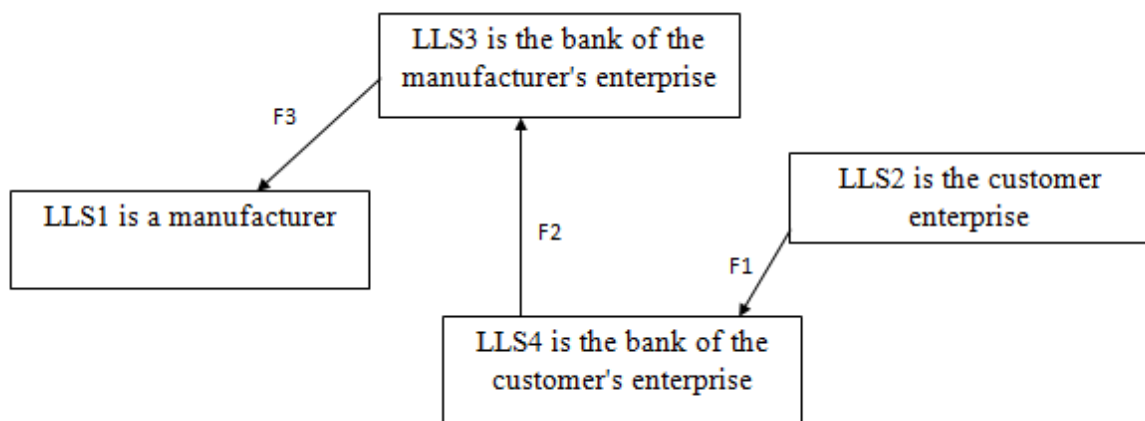 LLS3 is the bank of the
manufacturer's enterprise
F3
LLS1 is a manufacturer
LLS2 is the customer
enterprise
F2
F1
LLS4 is the bank of the
customer's enterprise